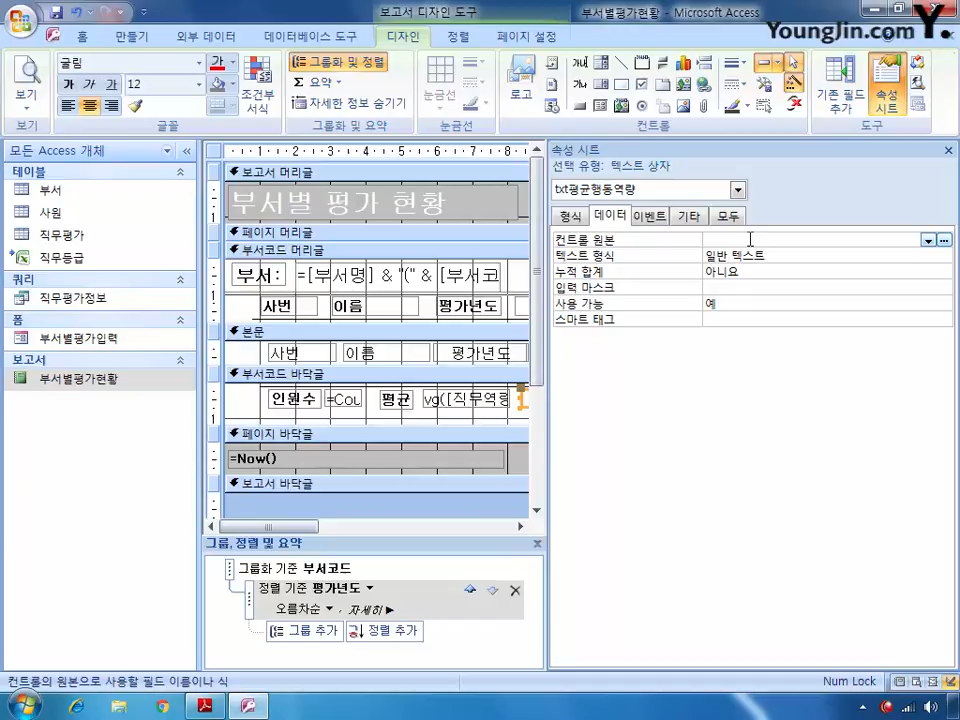 보고서 디자인 도구
부서별평가현황 - Microsoft Access
YoungJin.com Y.
홈 만들기 외부 데이터 데이터베이스 도구 디자인 정렬 페이지 설정
보기
굴림
가 가 가 12
조건부 서식
그룹화 및 정렬
Σ 요약
자세한 정보 숨기기
눈금선
로고
기존 필드 추가
속성 시트
보기 글꼴 그룹화 및 요약 눈금선 컨트롤 도구
모든 Access 개체
테이블
부서
사원
직무평가
직무등급
쿼리
직무평가정보
폼
부서별평가입력
보고서
부서별평가현황
보고서 머리글
부서별 평가 현황
페이지 머리글
부서코드 머리글
부서: =[부서명] & "(" & [부서코
사번 이름 평가년도
본문
사번 이름 평가년도
부서코드 바닥글
인원수 =Cou 평균 vg([직무역량
페이지 바닥글
=Now()
보고서 바닥글
그룹, 정렬 및 요약
그룹화 기준 부서코드
정렬 기준 평가년도
오름차순 , 자세히
그룹 추가 정렬 추가
속성 시트
선택 유형: 텍스트 상자
txt평균행동역량
형식 데이터 이벤트 기타 모두
컨트롤 원본
텍스트 형식 일반 텍스트
누적 합계 아니요
입력 마스크
사용 가능 예
스마트 태그
컨트롤의 원본으로 사용할 필드 이름이나 식
Num Lock